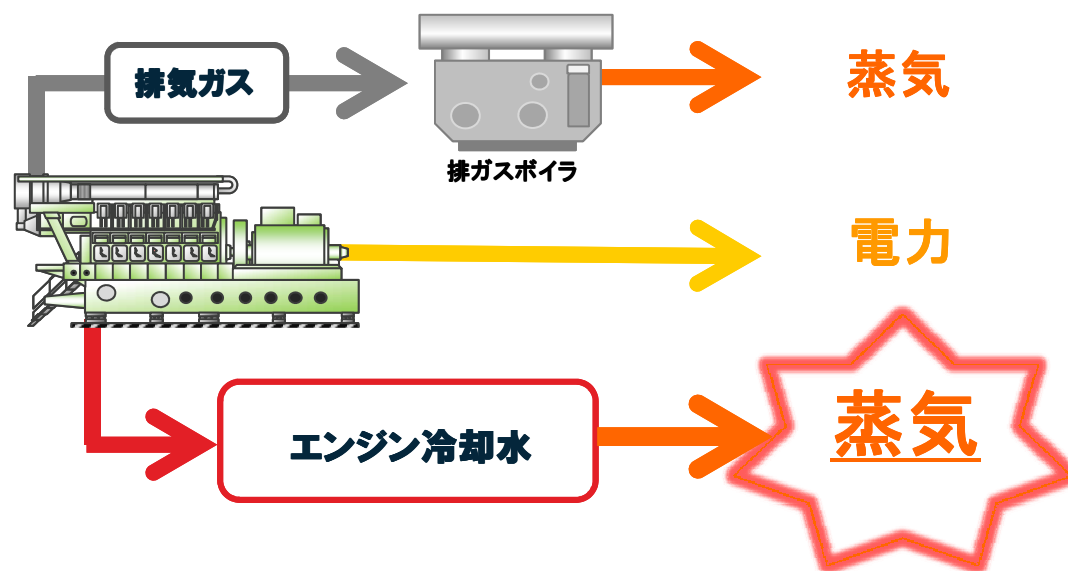 排気ガス
蒸気
排ガスボイラ
電力
エンジン冷却水
蒸気